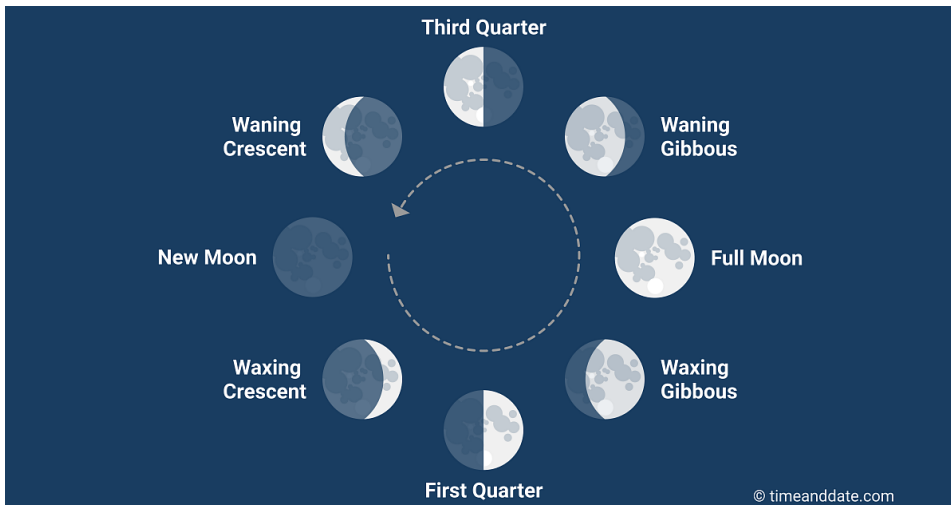 Third Quarter
Waning
Crescent
Waning
Gibbous
New Moon
Full Moon
Waxing
Crescent
Waxing
Gibbous
First Quarter
© timeanddate.com